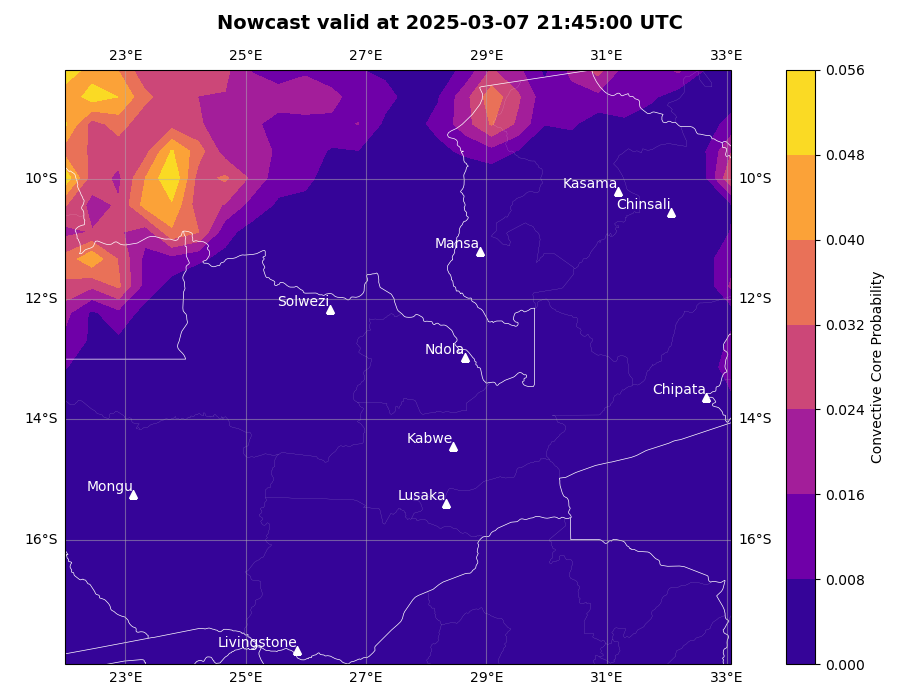 Nowcast valid at 2025-03-07 21:45:00 UTC
23°E 25°E 27°E 29°E 31°E 33°E
0.056
0.048
10°S 10°S
Kasama
Chinsali
0.040
Mansa
12°S 12°S
Solwezi
0.032
Ndola
Chipata
0.024
14°S 14°S
Kabwe
Mongu
Lusaka
0.016
16°S 16°S
0.008
Livingstone
0.000
23°E 25°E 27°E 29°E 31°E 33°E
Convective Core Probability